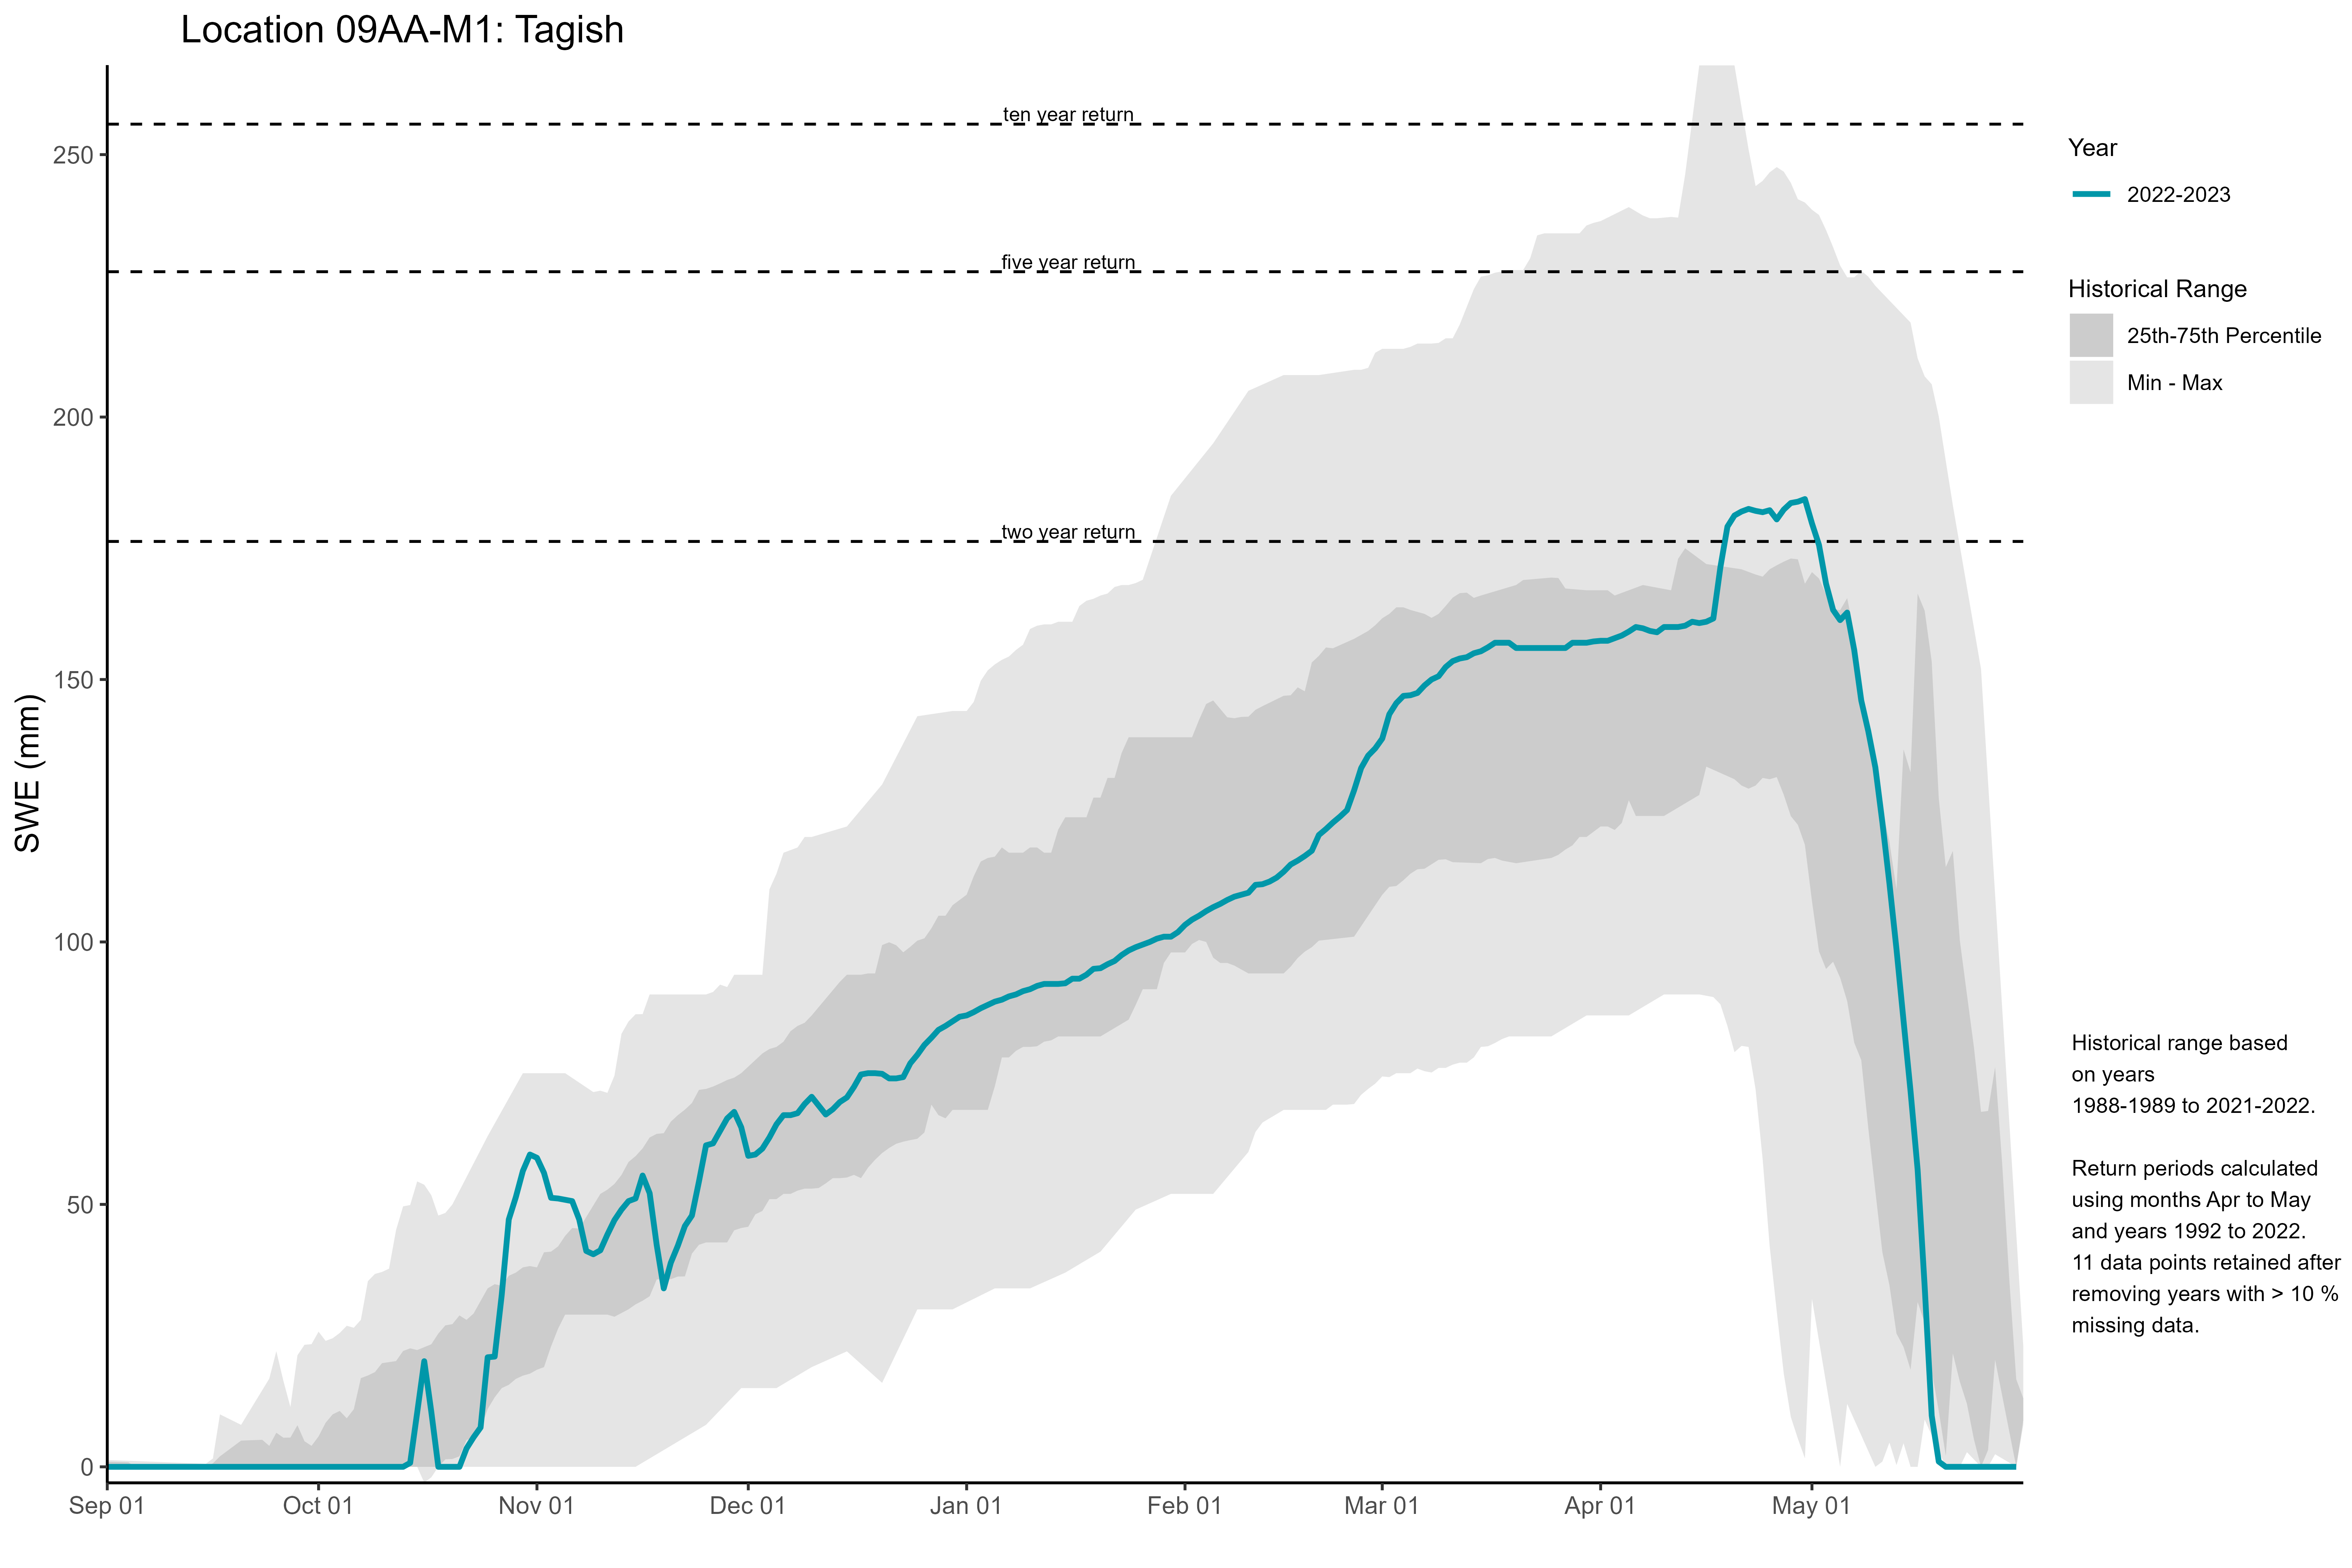 Location 09AA-M1: Tagish
SWE (mm)
250
200
150
100
50
0
ten year return
five year return
two year return
Sep 01
Oct 01
Nov 01
Dec 01
Jan 01
Feb 01
Mar 01
Apr 01
May 01
Year
2022-2023
Historical Range
25th-75th Percentile
Min - Max
Historical range based
on years
1988-1989 to 2021-2022.
Return periods calculated
using months Apr to May
and years 1992 to 2022.
11 data points retained after
removing years with > 10 %
missing data.